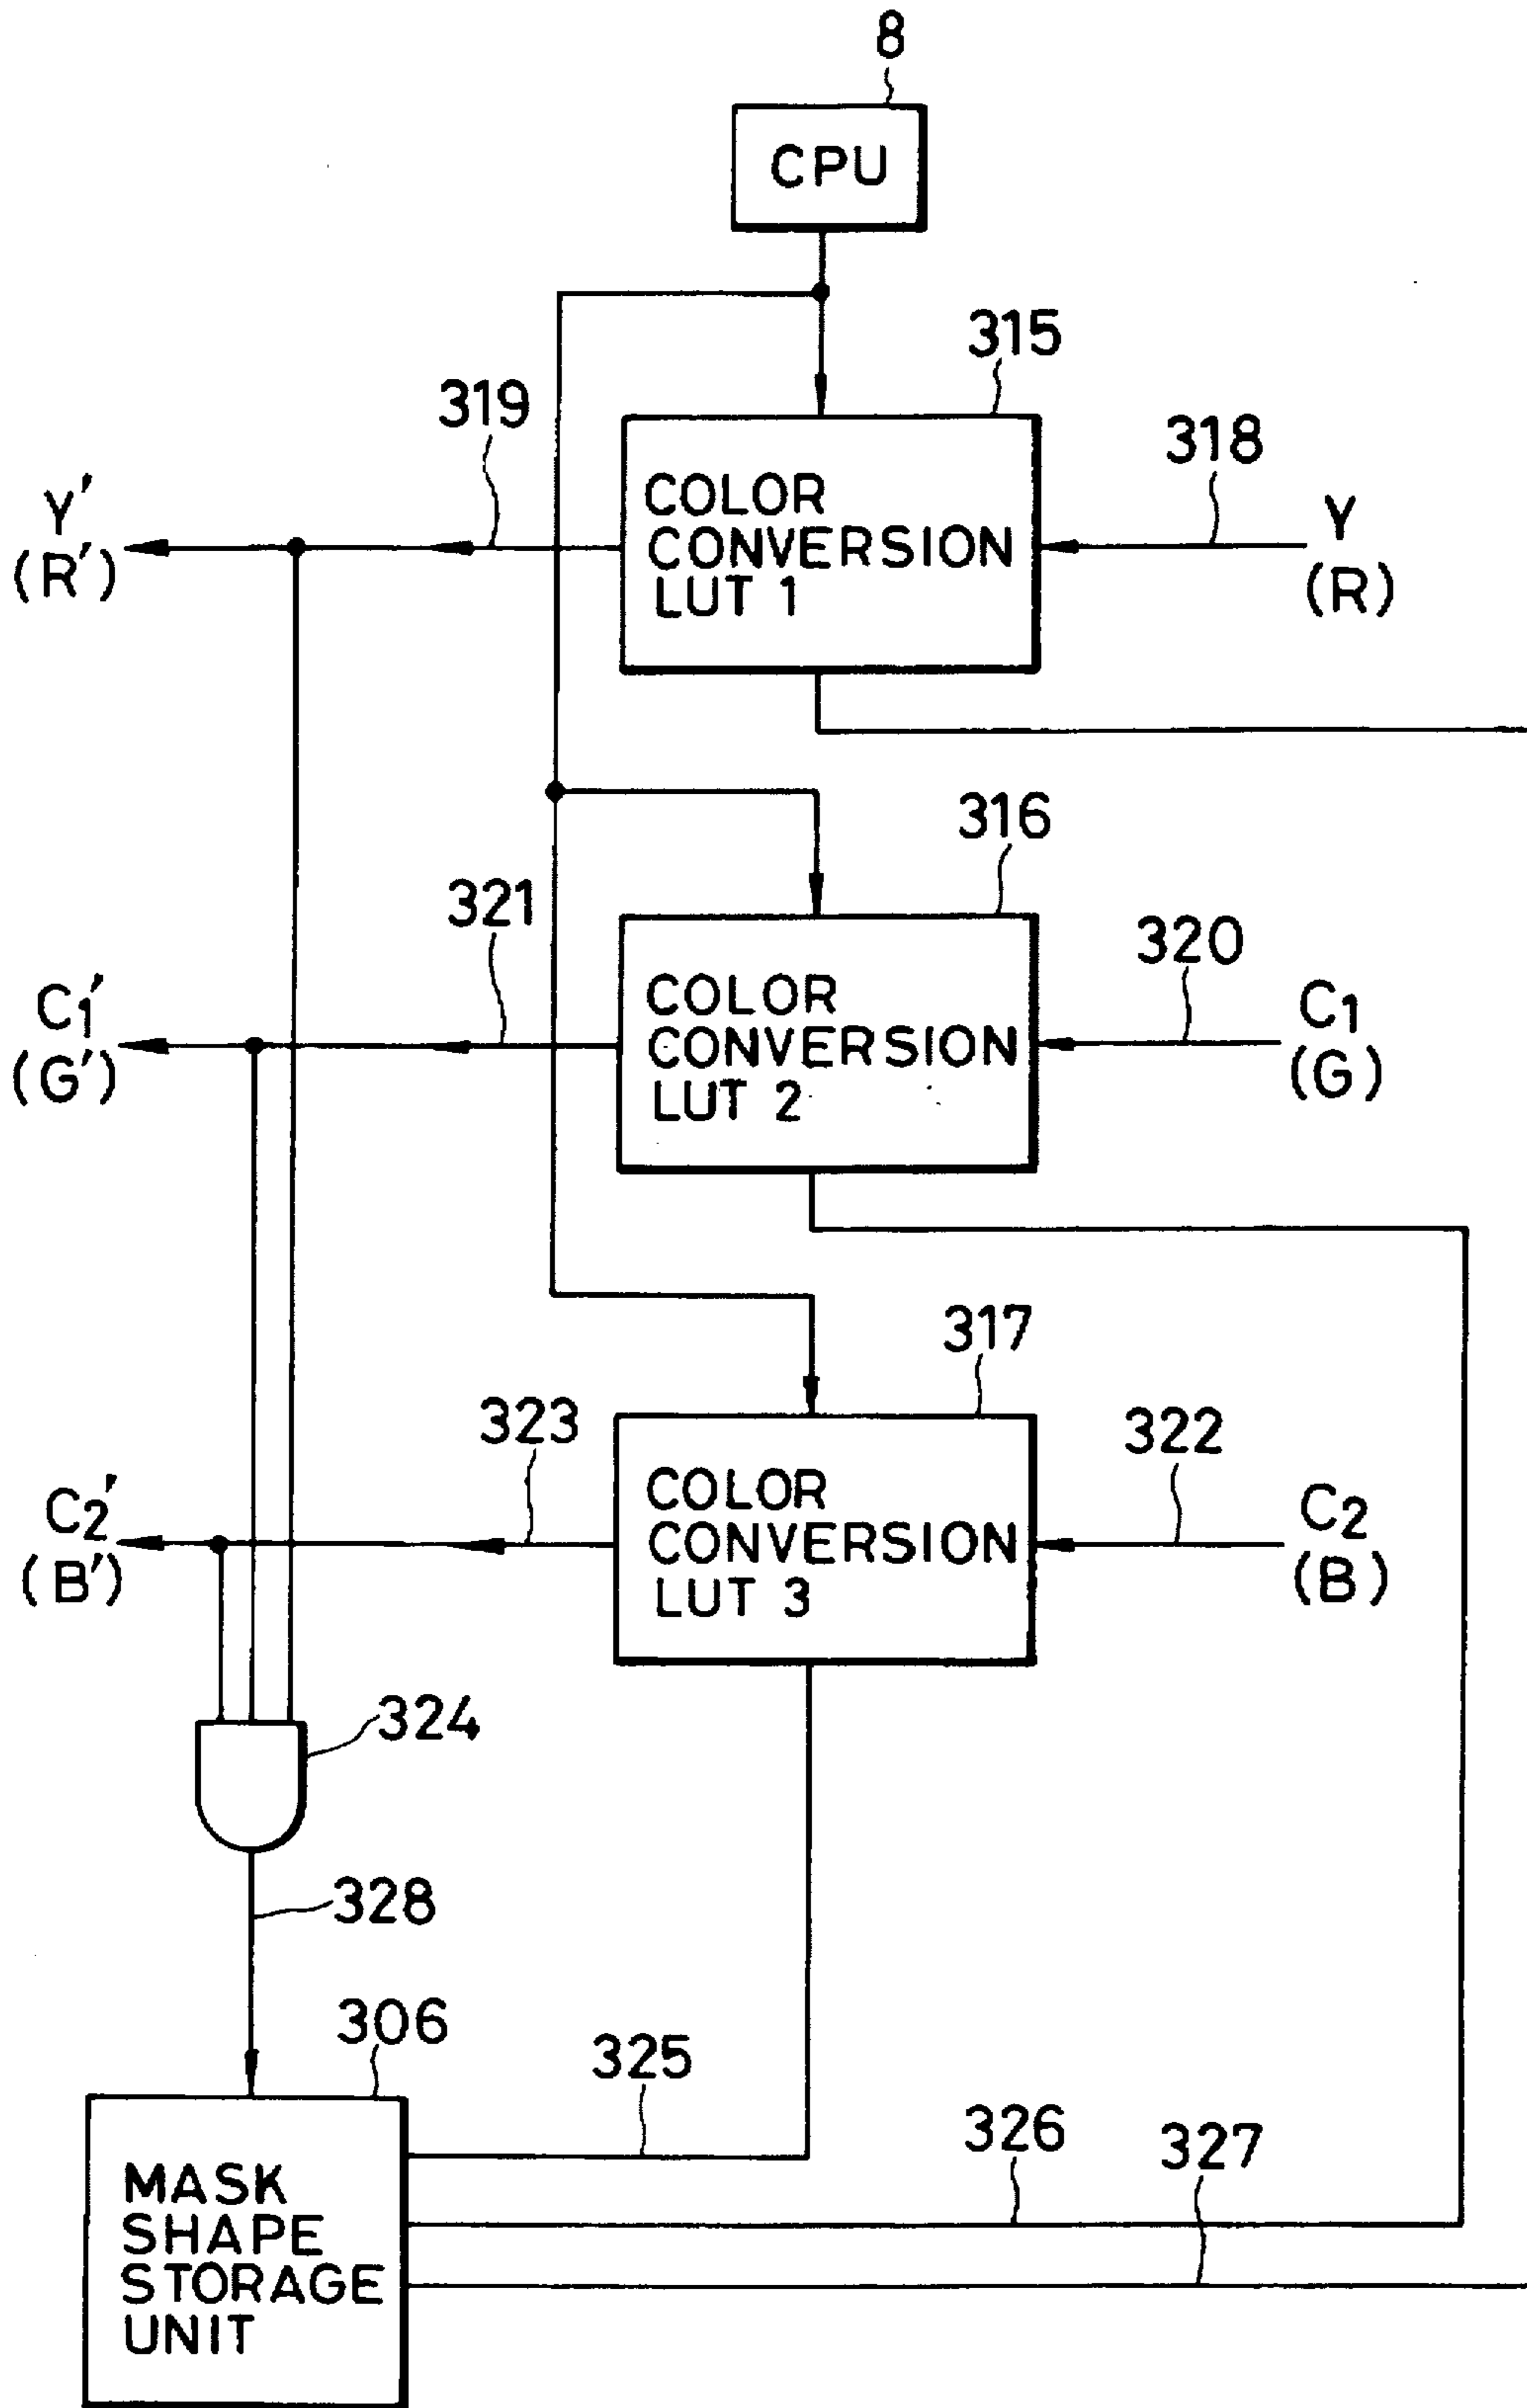 8
CPU
315
319
318
Y'
(R')
COLOR
CONVERSION
LUT 1
Y
(R)
316
321
320
C1'
(G')
COLOR
CONVERSION
LUT 2
C1
(G)
317
323
322
C2'
(B')
COLOR
CONVERSION
LUT 3
C2
(B)
324
328
306
325
326
327
MASK
SHAPE
STORAGE
UNIT